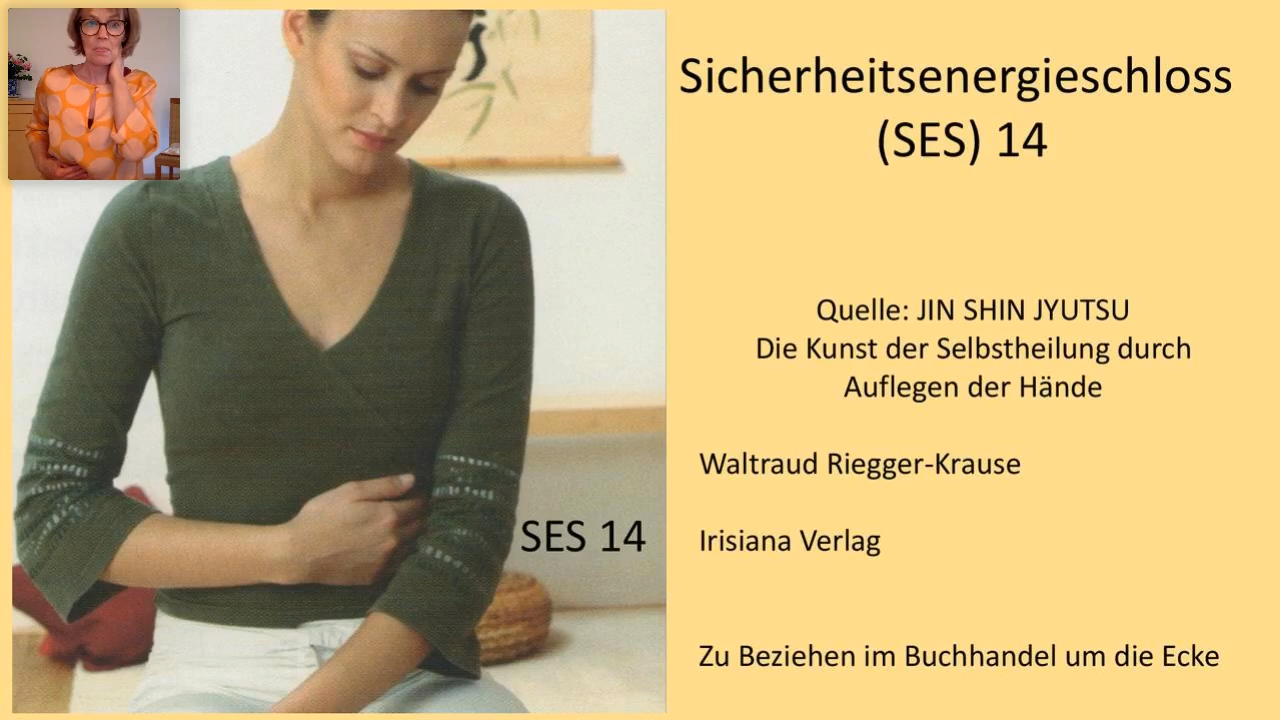 Sicherheitsenergieschloss
(SES) 14
Quelle: JIN SHIN JYUTSU
Die Kunst der Selbstheilung durch
Auflegen der Hände
Waltraud Riegger-Krause
SES 14
Irisiana Verlag
Zu Beziehen im Buchhandel um die Ecke